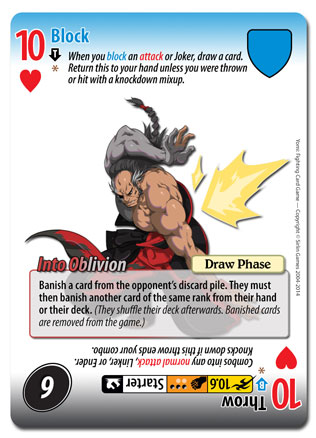 10 Block
When you block an attack or Joker, draw a card.
* Return this to your hand unless you were thrown
or hit with a knockdown mixup.
Yomi Fighting Card Game — Copyright © Sirlin Games 2004-2014
Into Oblivion
Draw Phase
Banish a card from the opponent's discard pile. They must
then banish another card of the same rank from their hand
or their deck. (They shuffle their deck afterwards. Banished cards
are removed from the game.)
9
10 Throw
10.6 Starter
Combos into any normal attack, Linker, or Ender.
Knocks down if this throw ends your combo.